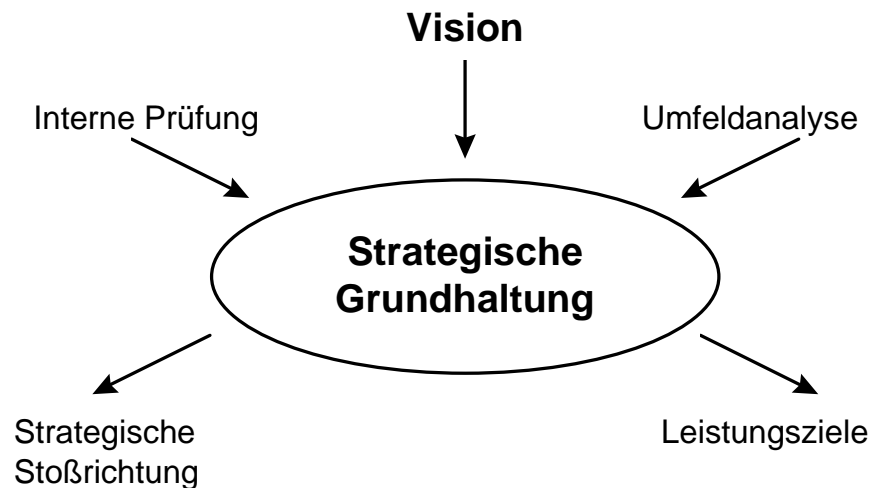 Vision
Interne Prüfung
Umfeldanalyse
Strategische
Grundhaltung
Strategische
Stoßrichtung
Leistungsziele